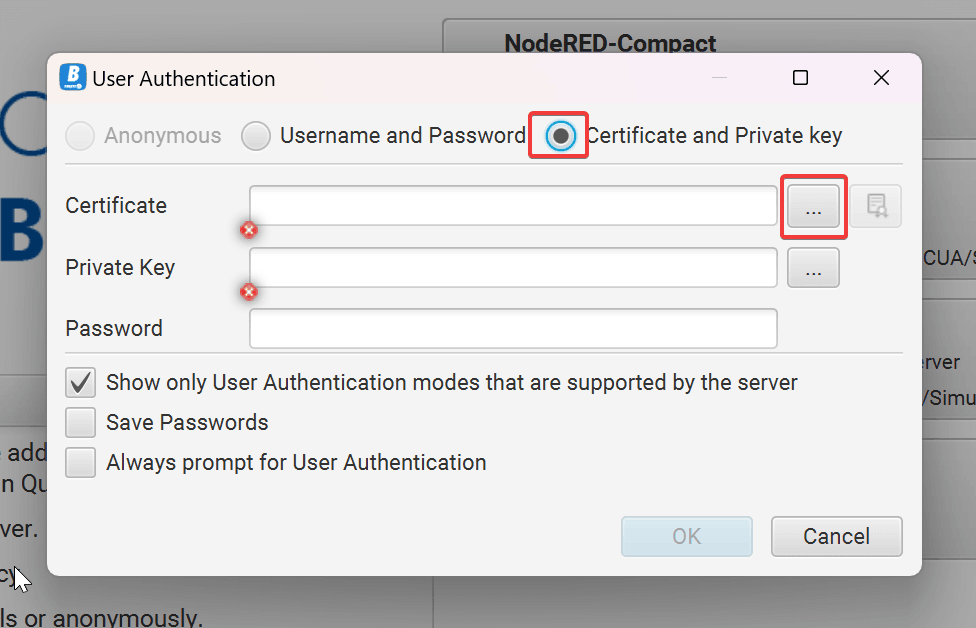 NodeRED-Compact
B
User Authentication
Anonymous
Username and Password
Certificate and Private key
B
Certificate
...
Private Key
...
CUA/S
Password
erver
Show only User Authentication modes that are supported by the server
/Simu
Save Passwords
add
Always prompt for User Authentication
n Qu
ver.
OK
Cancel
cy
ls or anonymously.